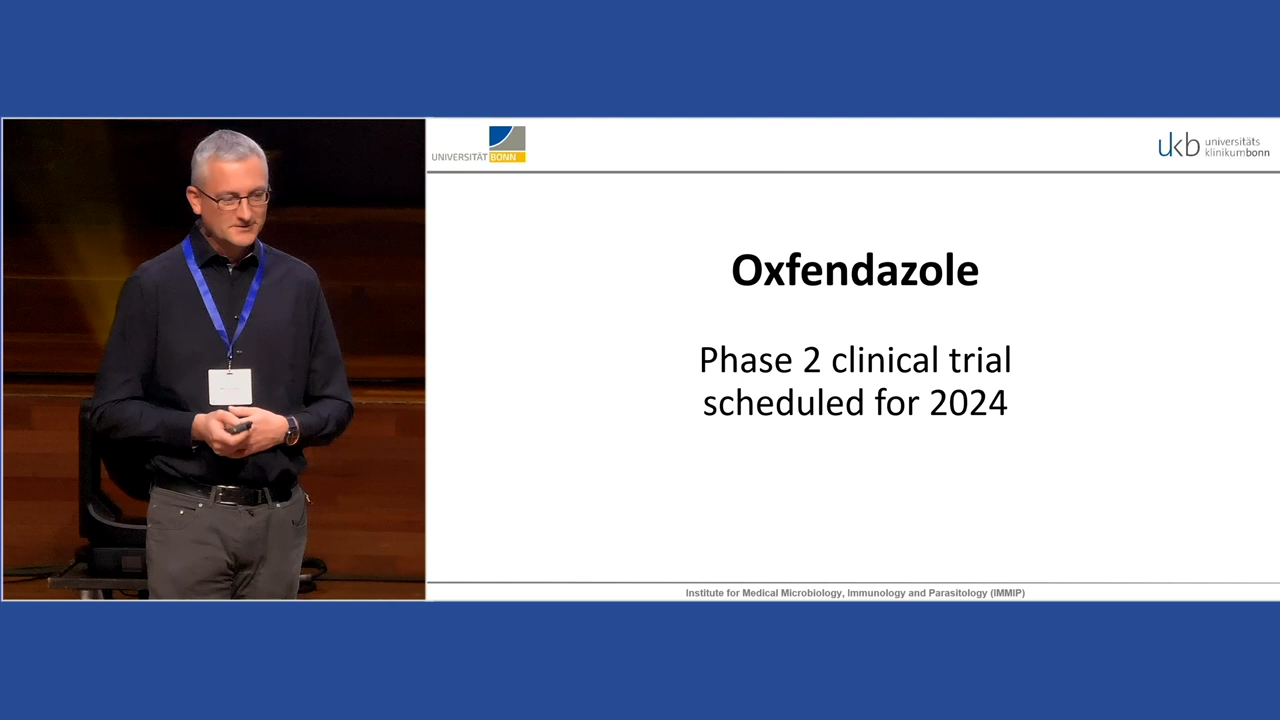 UNIVERSITÄT BONN
ukb universitäts
klinikumbonn
Oxfendazole
Phase 2 clinical trial
scheduled for 2024
Institute for Medical Microbiology, Immunology and Parasitology (IMMIP)